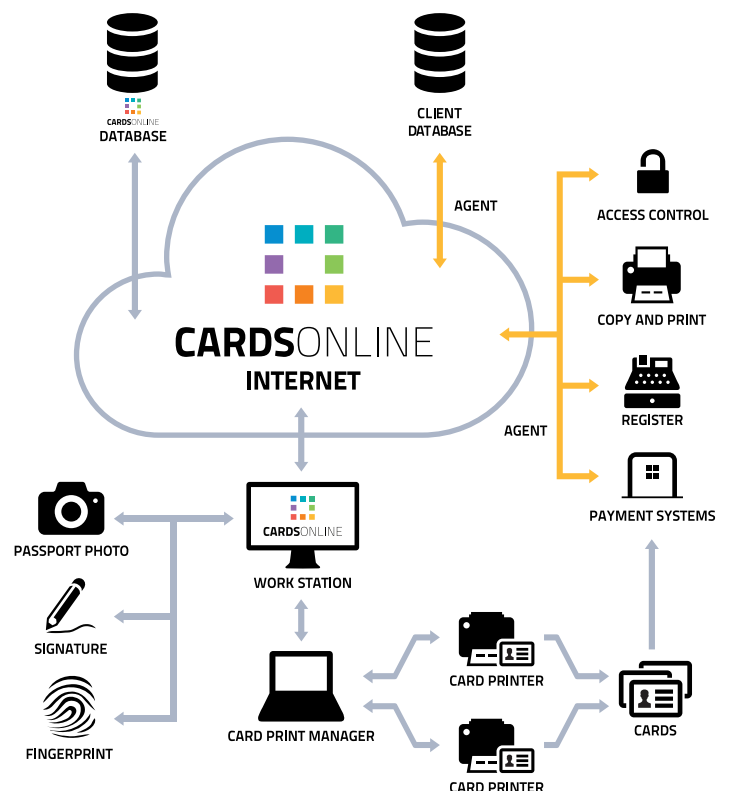 CARDSONLINE
DATABASE
CLIENT
DATABASE
AGENT
ACCESS CONTROL
COPY AND PRINT
CARDSONLINE
INTERNET
REGISTER
AGENT
PAYMENT SYSTEMS
PASSPORT PHOTO
CARDSONLINE
WORK STATION
SIGNATURE
CARD PRINTER
FINGERPRINT
CARD PRINT MANAGER
CARDS
CARD PRINTER